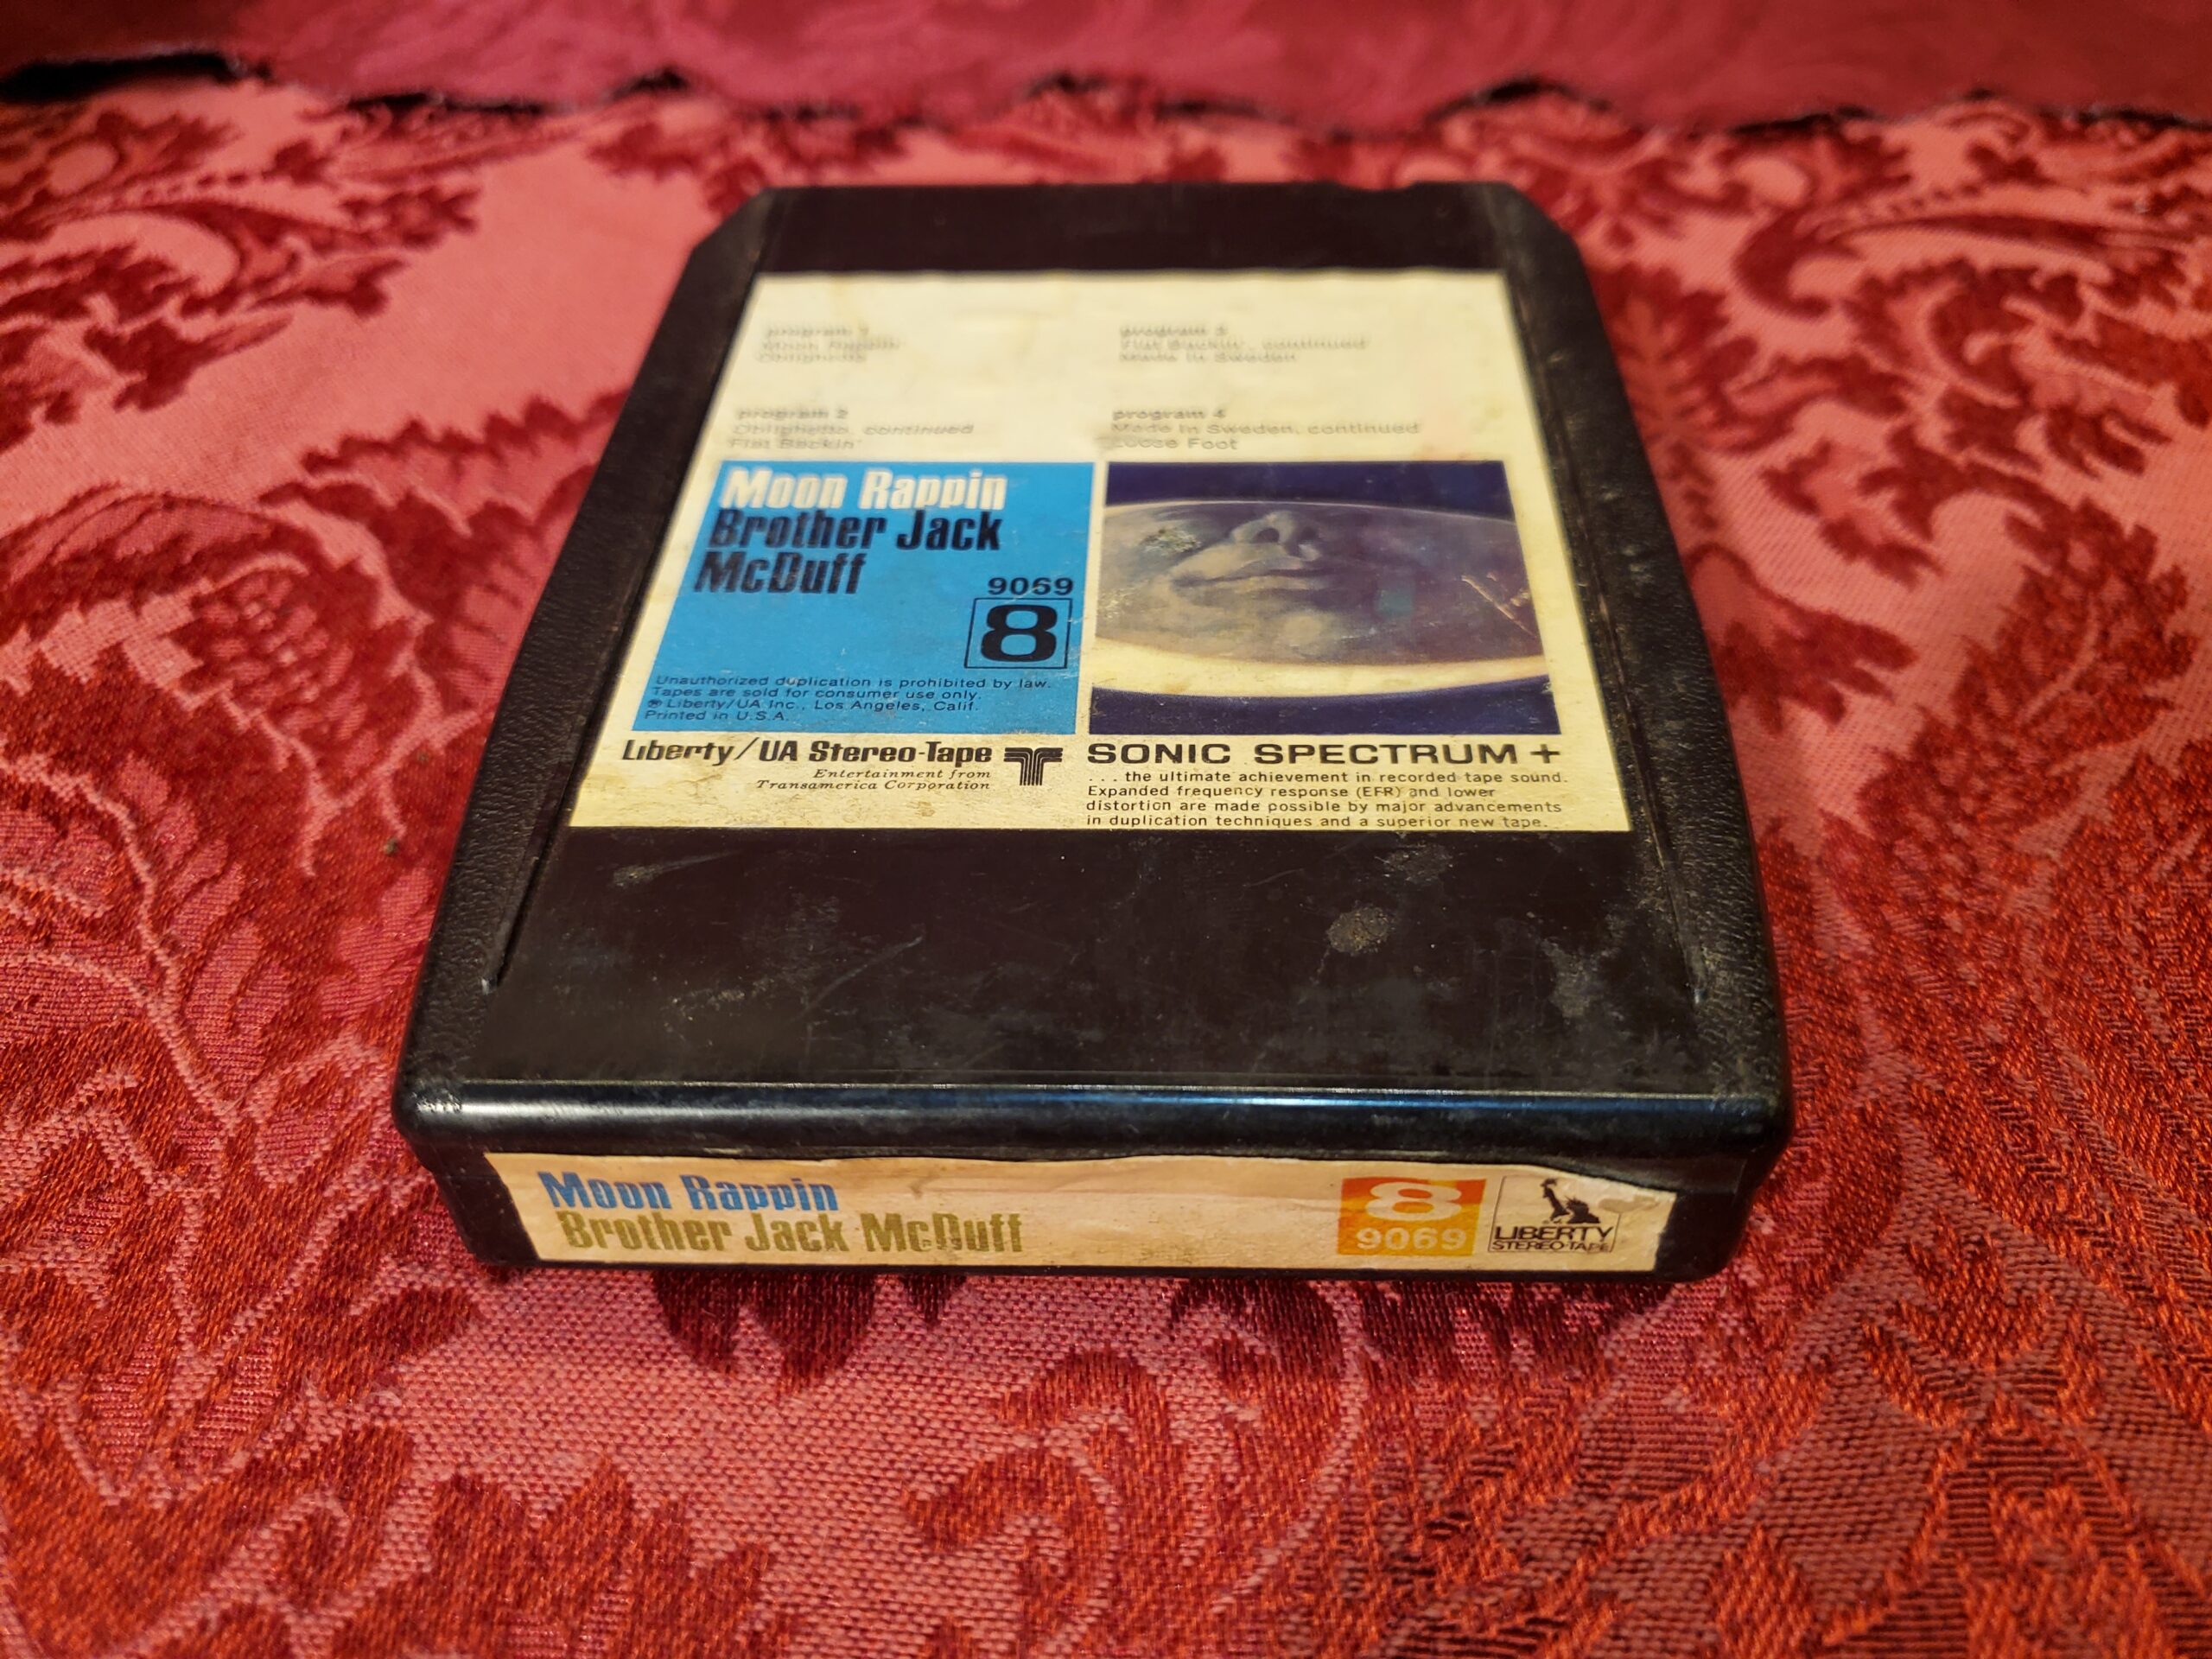 program 1
Moon Rappin'
Oblighetto
program 2
Oblighetto, continued
Flat Backin'
program 3
Flat Backin', continued
Made In Sweden
program 4
Made In Sweden, continued
Loose Foot
Moon Rappin
Brother Jack
McDuff
9069
8
Unauthorized duplication is prohibited by law.
Tapes are sold for consumer use only.
℗ Liberty/UA Inc., Los Angeles, Calif.
Printed in U.S.A.
Liberty/UA Stereo-Tape
Entertainment from
Transamerica Corporation
SONIC SPECTRUM +
... the ultimate achievement in recorded tape sound.
Expanded frequency response (EFR) and lower
distortion are made possible by major advancements
in duplication techniques and a superior new tape.
Moon Rappin
Brother Jack McDuff
8
9069
LIBERTY
STEREO-TAPE